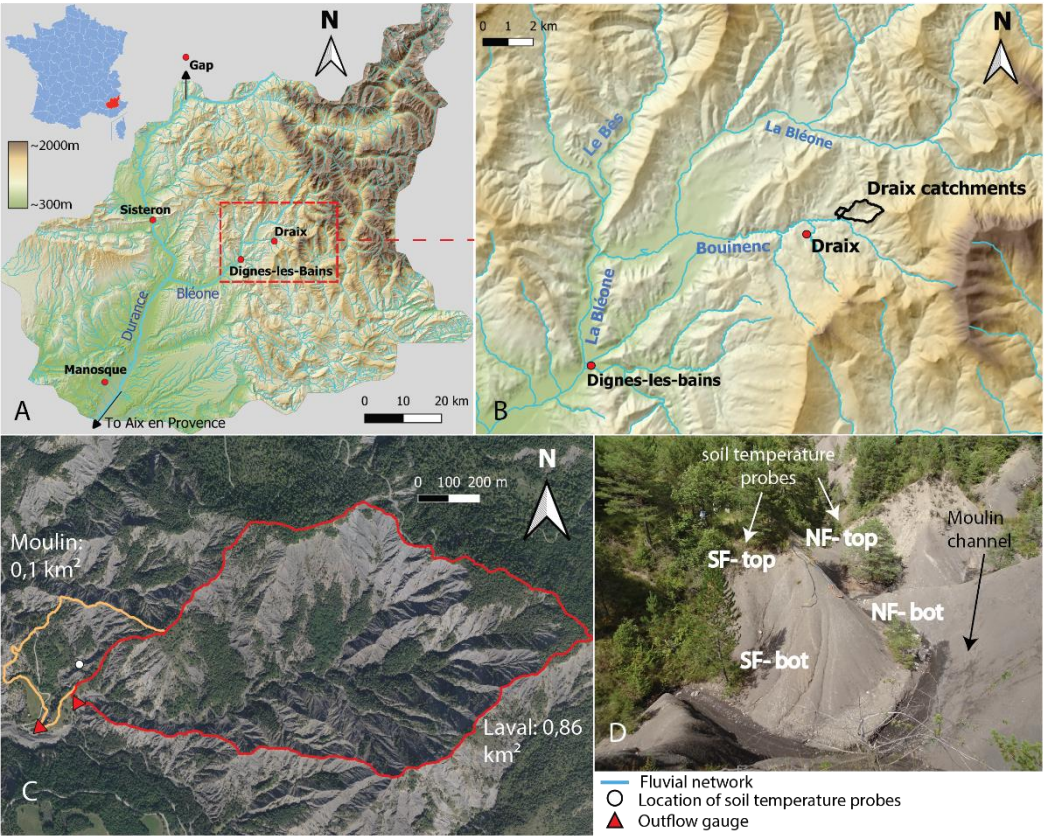 N
Gap
~2000m
~300m
Sisteron
Draix
Dignes-les-Bains
Bléone
Durance
Manosque
A
To Aix en Provence
0 10 20 km
0 1 2 km
N
Le Bès
La Bléone
Draix catchments
Bouinenc
Draix
La Bléone
Dignes-les-bains
B
N
0 100 200 m
Moulin:
0,1 km²
Laval: 0,86
km²
C
soil temperature
probes
NF-top
SF-top
Moulin
channel
NF-bot
SF-bot
D
Fluvial network
Location of soil temperature probes
Outflow gauge